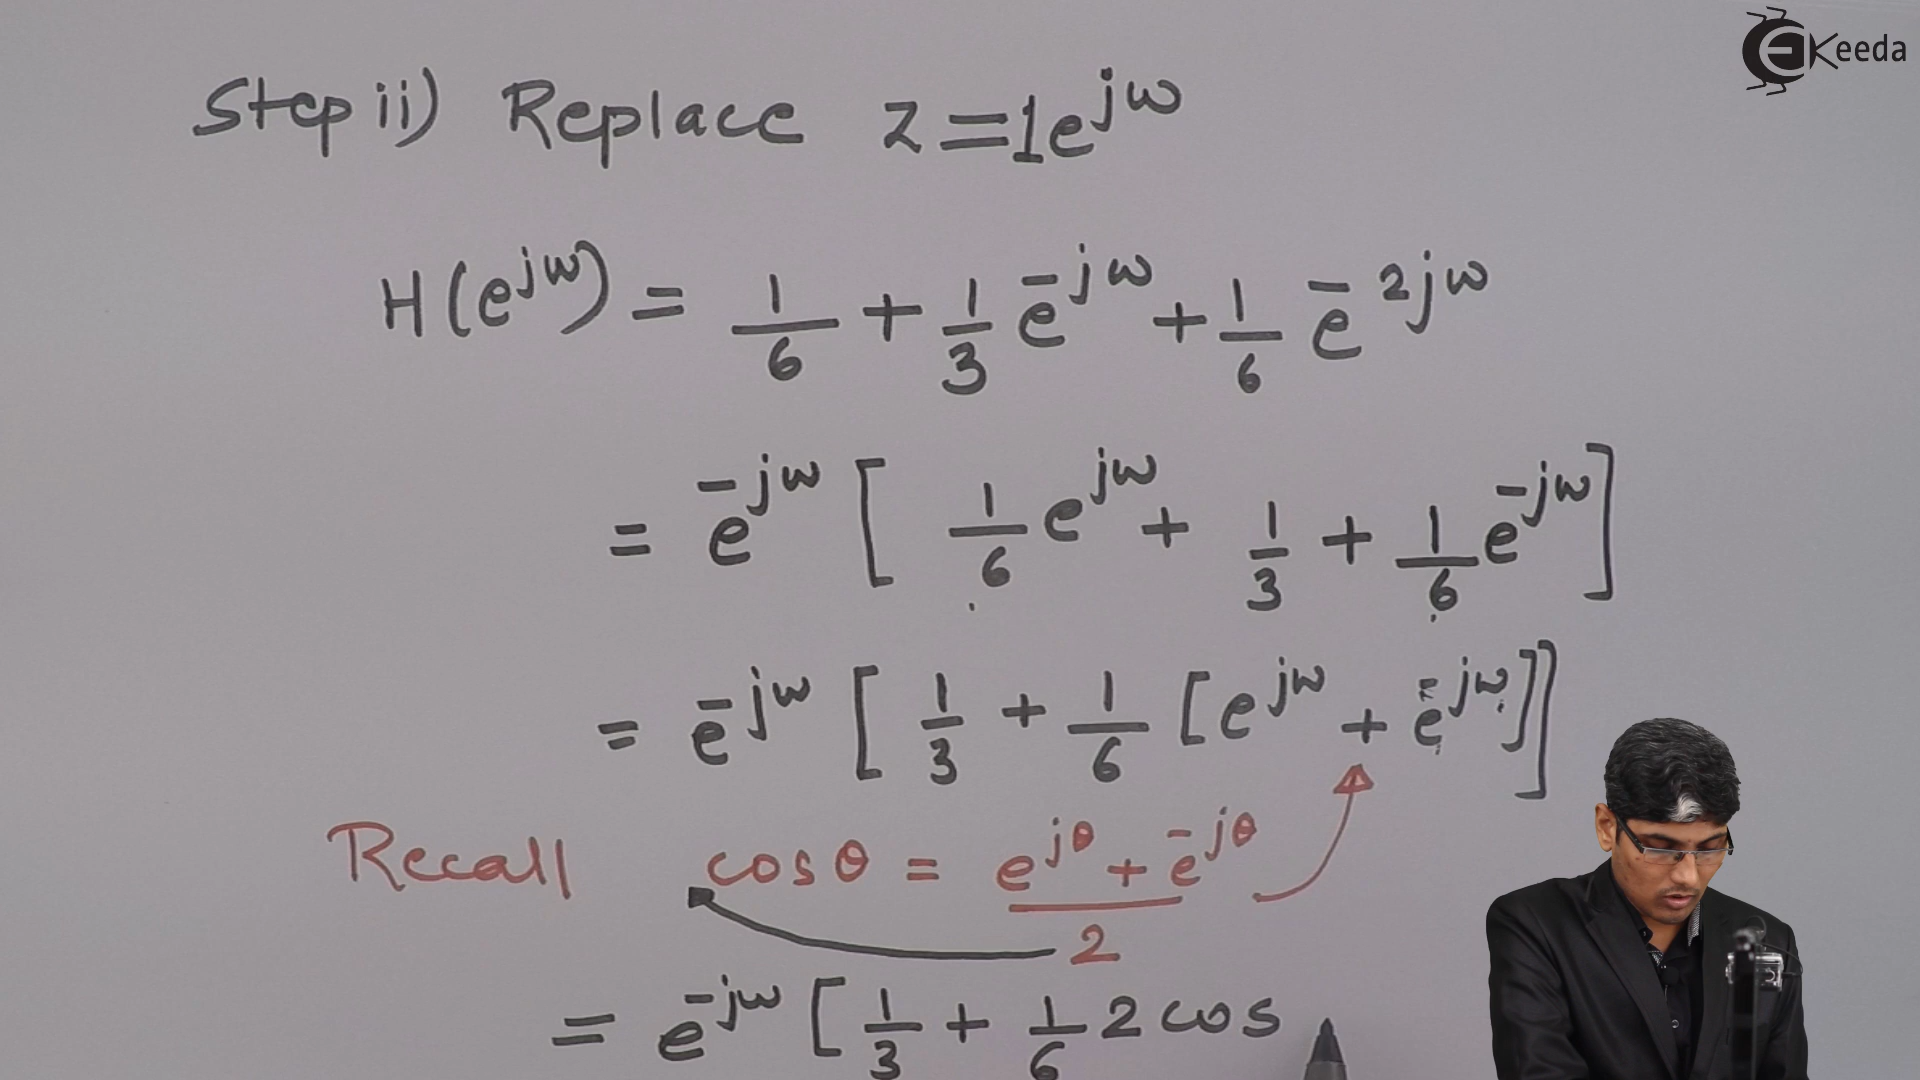 EKeeda
Step ii) Replace z = 1e^{jω}
H(e^{jω}) = 1/6 + 1/3 e^{-jω} + 1/6 e^{-2jω}
= e^{-jω} [ 1/6 e^{jω} + 1/3 + 1/6 e^{-jω} ]
= e^{-jω} [ 1/3 + 1/6 [ e^{jω} + e^{-jω} ] ]
Recall cos θ = (e^{jθ} + e^{-jθ})/2
= e^{-jω} [ 1/3 + 1/6 2 cos